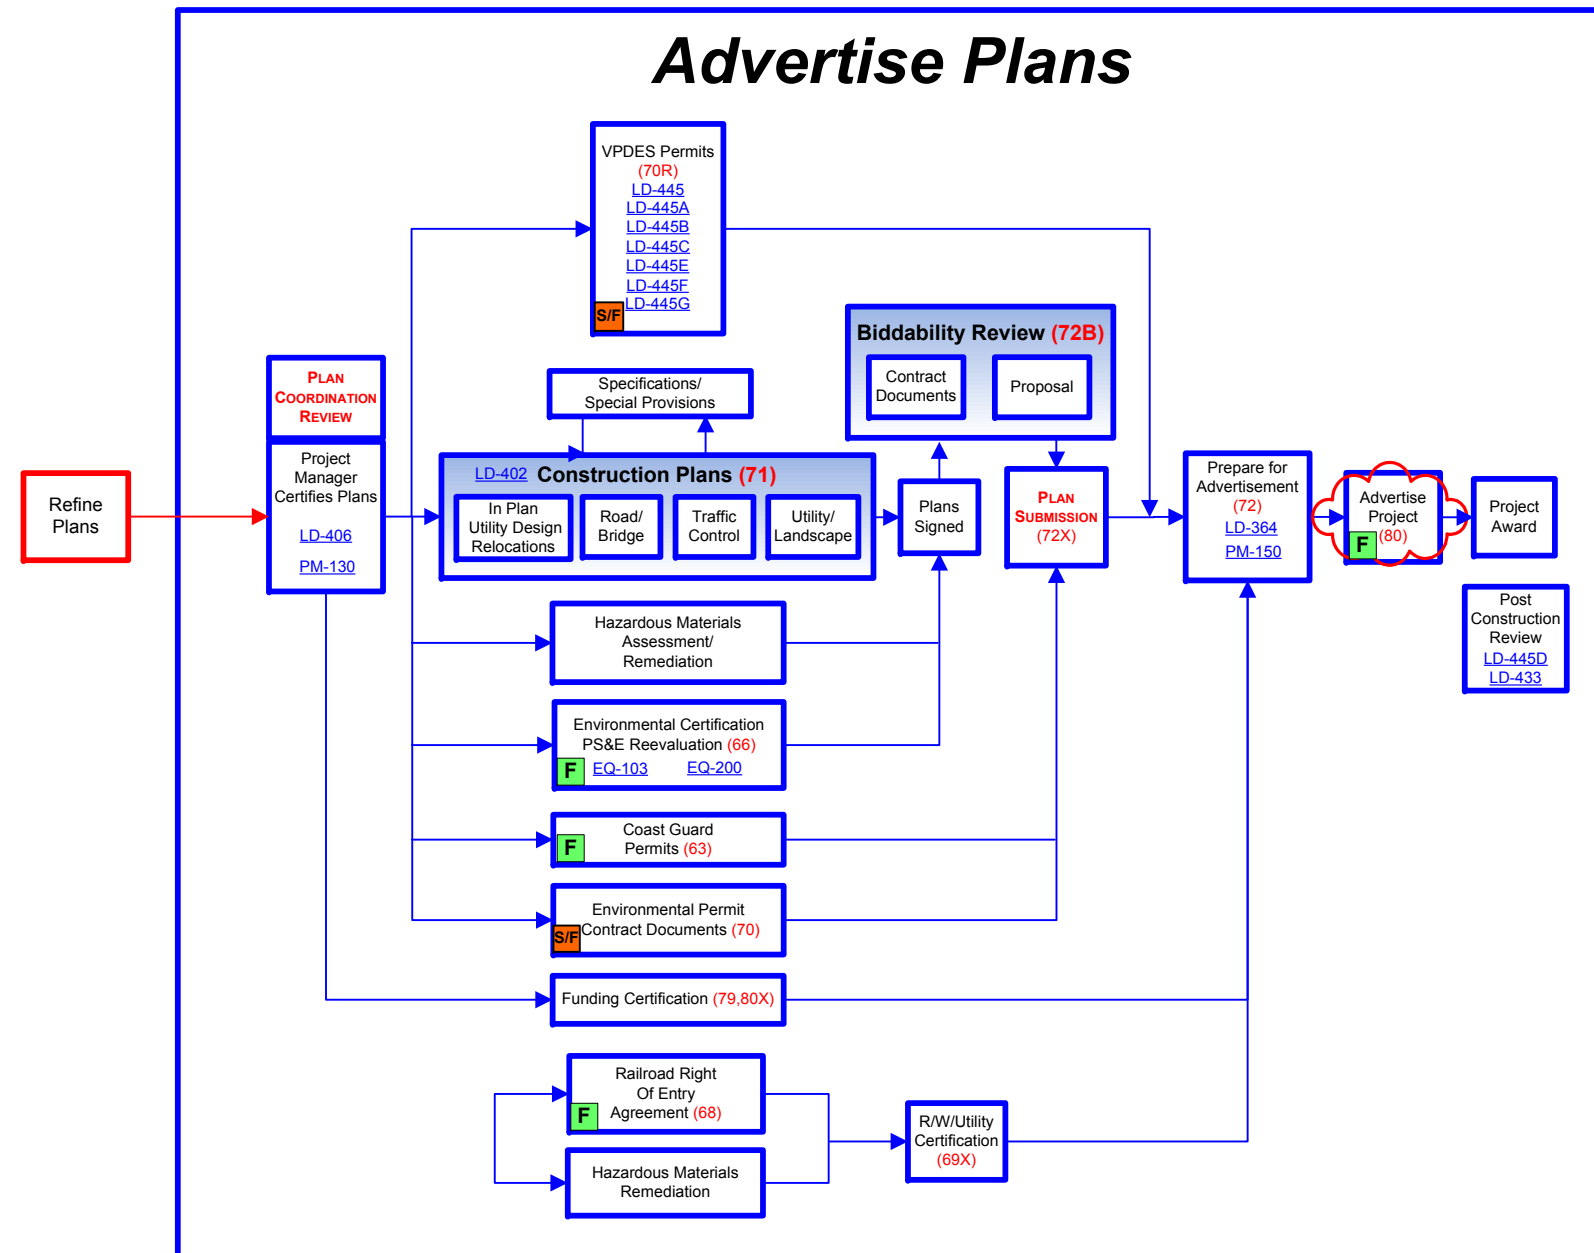 Advertise Plans
VPDES Permits
(70R)
LD-445
LD-445A
LD-445B
LD-445C
LD-445E
LD-445F
LD-445G
S/F
Biddability Review (72B)
Contract
Documents
Proposal
PLAN
COORDINATION
REVIEW
Specifications/
Special Provisions
Refine
Plans
Project
Manager
Certifies Plans
LD-406
PM-130
LD-402 Construction Plans (71)
In Plan
Utility Design
Relocations
Road/
Bridge
Traffic
Control
Utility/
Landscape
Plans
Signed
PLAN
SUBMISSION
(72X)
Prepare for
Advertisement
(72)
LD-364
PM-150
Advertise
Project
(80)
F
Project
Award
Post
Construction
Review
LD-445D
LD-433
Hazardous Materials
Assessment/
Remediation
Environmental Certification
PS&E Reevaluation (66)
F EQ-103 EQ-200
Coast Guard
Permits (63)
F
Environmental Permit
Contract Documents (70)
S/F
Funding Certification (79,80X)
Railroad Right
Of Entry
Agreement (68)
F
R/W/Utility
Certification
(69X)
Hazardous Materials
Remediation